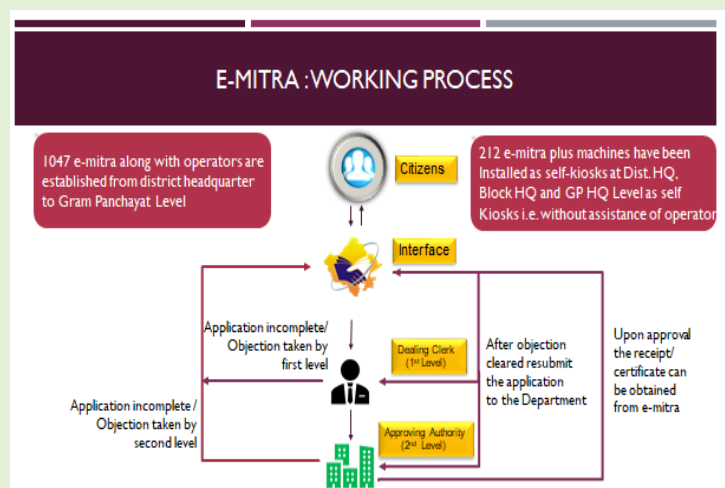 E-MITRA : WORKING PROCESS
1047 e-mitra along with operators are
established from district headquarter
to Gram Panchayat Level
Citizens
212 e-mitra plus machines have been
Installed as self-kiosks at Dist. HQ,
Block HQ and GP HQ Level as self
Kiosks i.e. without assistance of operator
Interface
Application incomplete/
Objection taken by
first level
Dealing Clerk
(1st Level)
After objection
cleared resubmit
the application
to the Department
Upon approval
the receipt/
certificate can
be obtained
from e-mitra
Application incomplete /
Objection taken by
second level
Approving Authority
(2nd Level)